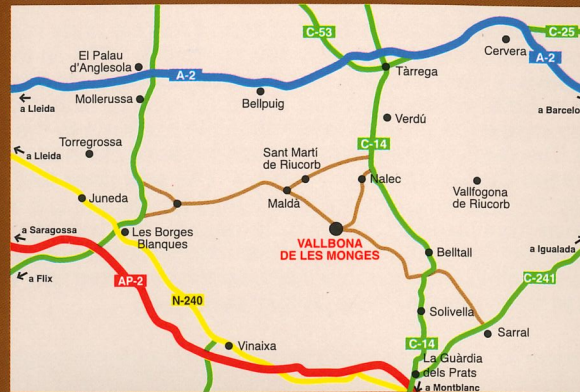 C-53
C-25
El Palau
d'Anglesola
Cervera
A-2
A-2
Tàrrega
Mollerussa
a Lleida
Bellpuig
a Barcelo
Verdú
Torregrossa
C-14
a Lleida
Sant Martí
de Riucorb
Nalec
Maldà
Vallfogona
de Riucorb
Juneda
a Saragossa
Les Borges
Blanques
VALLBONA
DE LES MONGES
Belltall
a Igualada
a Flix
AP-2
C-241
N-240
Solivella
Sarral
C-14
Vinaixa
La Guàrdia
dels Prats
a Montblanc